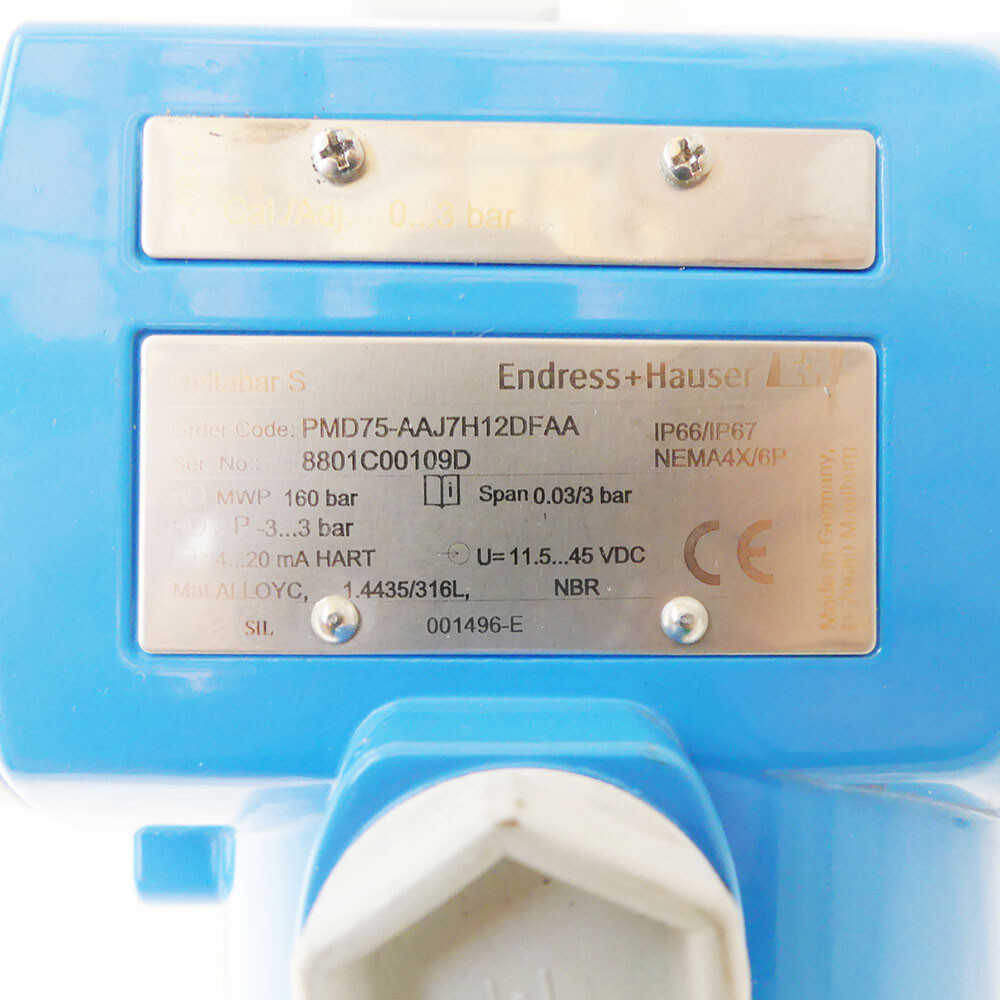 Cal./Adj. 0...3 bar
Deltabar S
Endress+Hauser EH
Order Code: PMD75-AAJ7H12DFAA
IP66/IP67
Ser. No.: 8801C00109D
NEMA4X/6P
MWP 160 bar
Span 0.03/3 bar
P -3...3 bar
4...20 mA HART
U= 11.5...45 VDC
CE
Mat ALLOYC, 1.4435/316L, NBR
SIL
001496-E
Made in Germany,
Maulburg